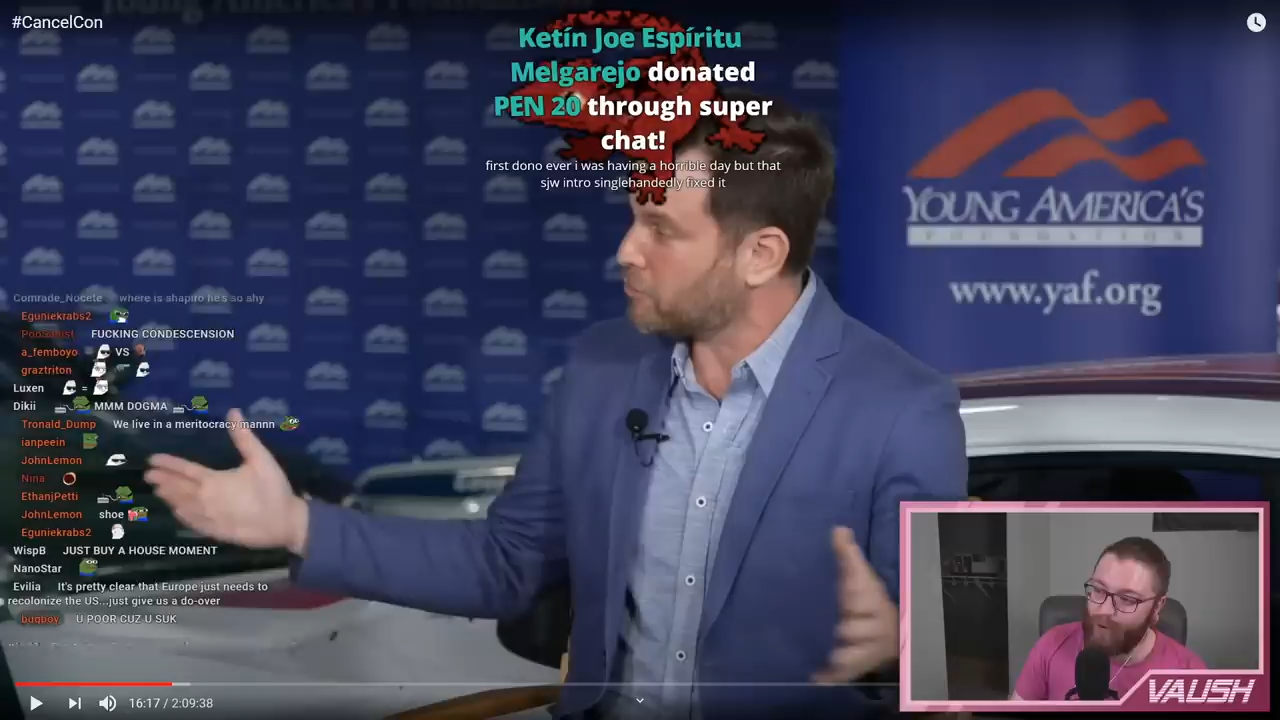 #CancelCon
Ketín Joe Espíritu
Melgarejo donated
PEN 20 through super
chat!
first dono ever i was having a horrible day but that
sjw intro singlehandedly fixed it
YOUNG AMERICA'S
FOUNDATION
www.yaf.org
Comrade_Nocete where is shapiro he's so ahy
Eguniekrabs2
FUCKING CONDESCENSION
a_femboyo VS
graztriton
Luxen =
Dikii MMM DOGMA
Tronald_Dump We live in a meritocracy mannn
ianpeein
JohnLemon
Nina
EthanjPetti
JohnLemon shoe
Eguniekrabs2
WispB JUST BUY A HOUSE MOMENT
NanoStar
Evilia It's pretty clear that Europe just needs to
recolonize the US...just give us a do-over
bugboy U POOR CUZ U SUK
16:17 / 2:09:38
VAUSH